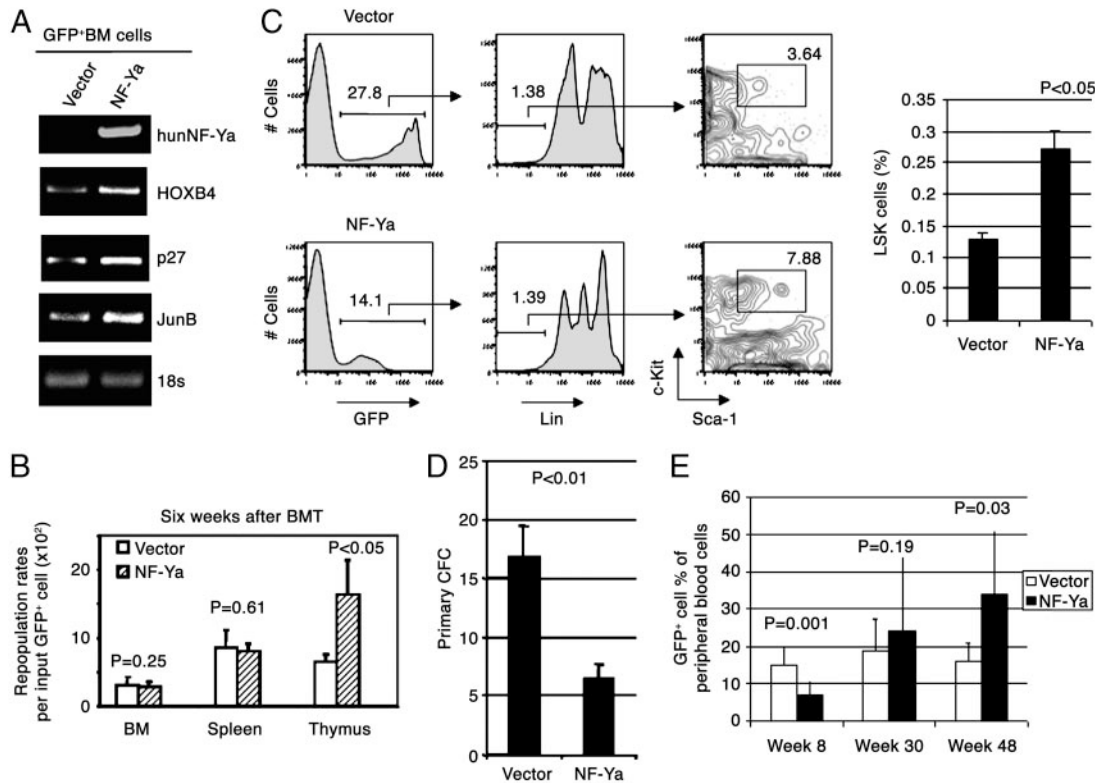 A
GFP⁺BM cells
Vector
NF-Ya
hunNF-Ya
HOXB4
p27
JunB
18s
C
Vector
# Cells
27.8
1.38
3.64
NF-Ya
# Cells
14.1
1.39
7.88
GFP
Lin
c-Kit
Sca-1
P<0.05
LSK cells (%)
0.35
0.3
0.25
0.2
0.15
0.1
0.05
0
Vector
NF-Ya
B
Six weeks after BMT
Repopulation rates
per input GFP⁺ cell (x10²)
20
10
0
Vector
NF-Ya
P=0.25
P=0.61
P<0.05
BM
Spleen
Thymus
D
Primary CFC
25
20
15
10
5
0
P<0.01
Vector
NF-Ya
E
GFP⁺ cell % of
peripheral blood cells
60
50
40
30
20
10
0
P=0.001
P=0.19
P=0.03
Vector
NF-Ya
Week 8
Week 30
Week 48